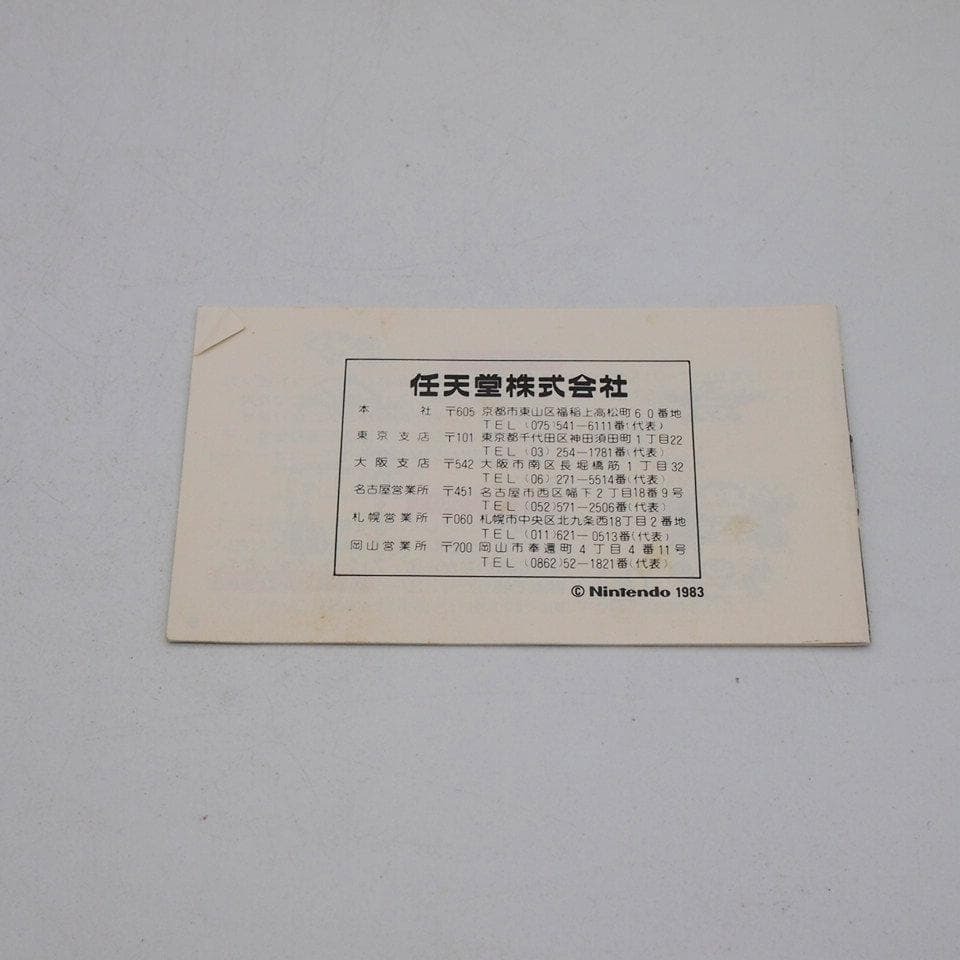 任天堂株式会社
本社 〒605 京都市東山区福稲上高松町60番地
TEL (075)541-6111番(代表)
東京支店 〒101 東京都千代田区神田須田町1丁目22
TEL (03) 254-1781番(代表)
大阪支店 〒542 大阪市南区長堀橋筋1丁目32
TEL (06) 271-5514番(代表)
名古屋営業所 〒451 名古屋市西区幅下2丁目18番9号
TEL (052)571-2506番(代表)
札幌営業所 〒060 札幌市中央区北九条西18丁目2番地
TEL (011)621-0513番(代表)
岡山営業所 〒700 岡山市奉還町4丁目4番11号
TEL (0862)52-1821番(代表)
© Nintendo 1983